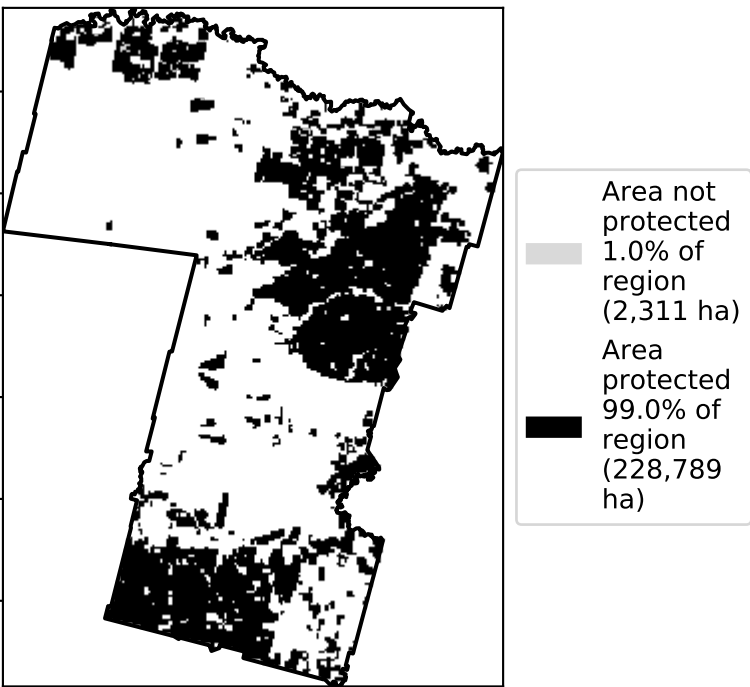 Area not
protected
1.0% of
region
(2,311 ha)
Area
protected
99.0% of
region
(228,789
ha)